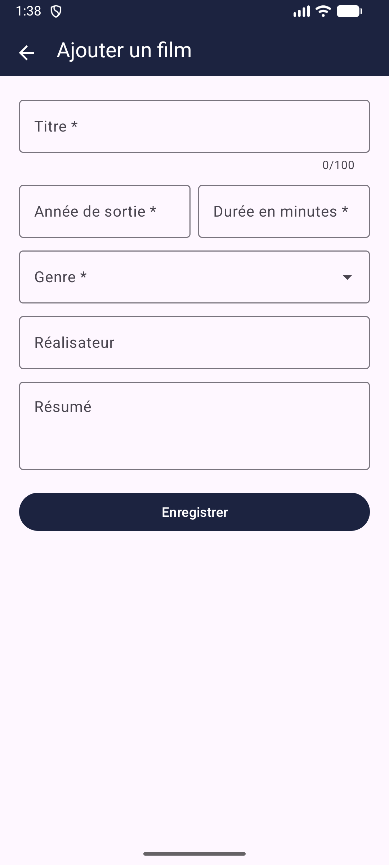 1:38
Ajouter un film
Titre *
0/100
Année de sortie *
Durée en minutes *
Genre *
Réalisateur
Résumé
Enregistrer